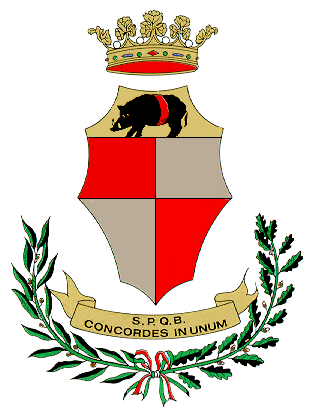 S. P. Q. B.
CONCORDES IN UNUM